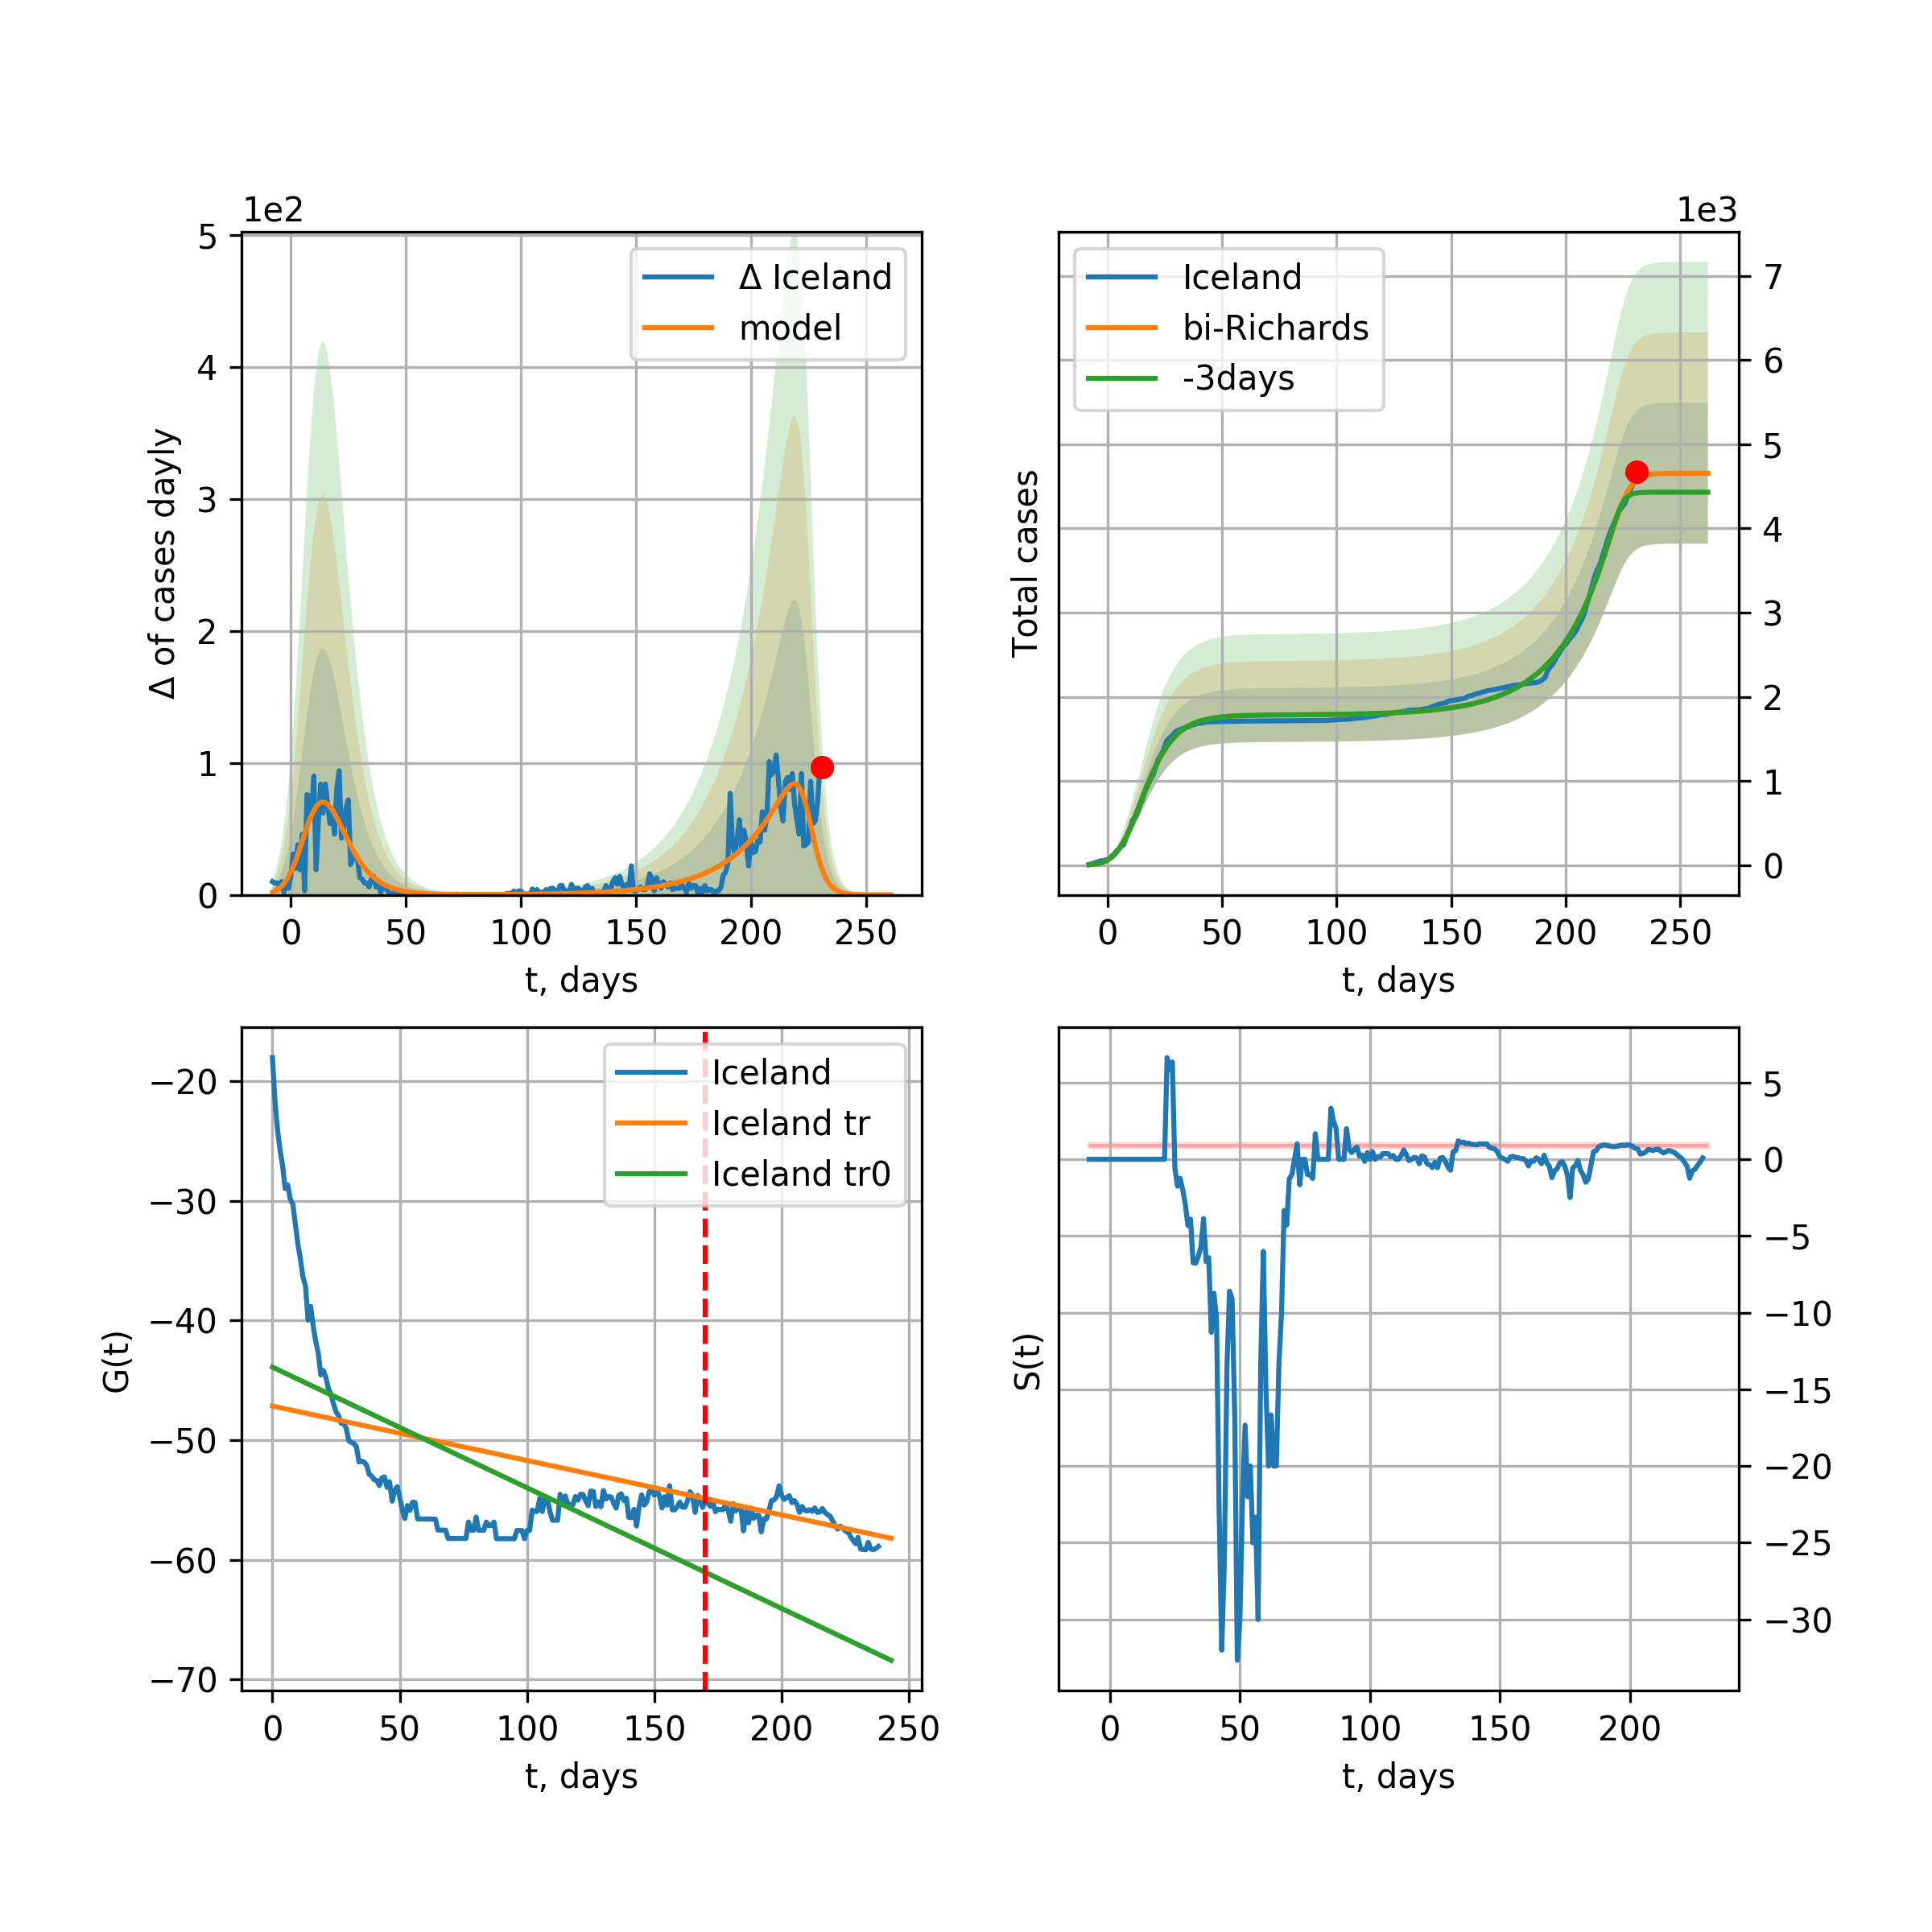 1e2
5
4
3
2
1
0
Δ of cases dayly
Δ Iceland
model
0 50 100 150 200 250
t, days
1e3
Iceland
bi-Richards
-3days
Total cases
7
6
5
4
3
2
1
0
0 50 100 150 200 250
t, days
−20
−30
−40
−50
−60
−70
G(t)
Iceland
Iceland tr
Iceland tr0
0 50 100 150 200 250
t, days
S(t)
5
0
−5
−10
−15
−20
−25
−30
0 50 100 150 200
t, days